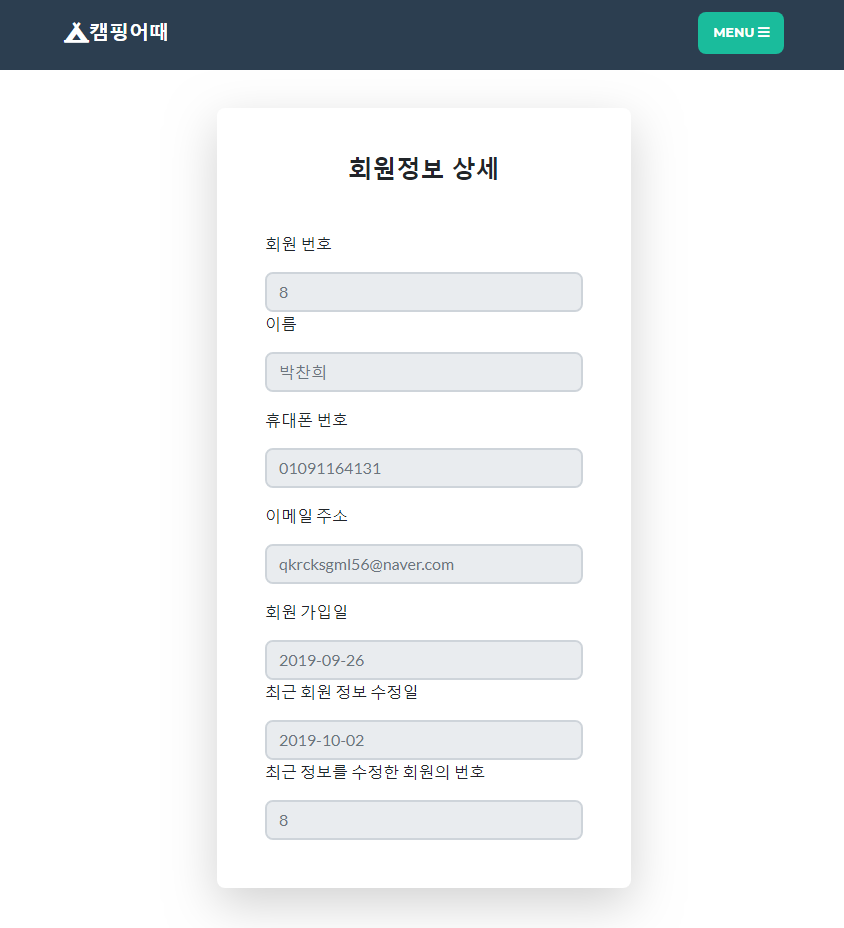 캠핑어때
MENU
회원정보 상세
회원 번호
8
이름
박찬희
휴대폰 번호
01091164131
이메일 주소
qkrcksgml56@naver.com
회원 가입일
2019-09-26
최근 회원 정보 수정일
2019-10-02
최근 정보를 수정한 회원의 번호
8